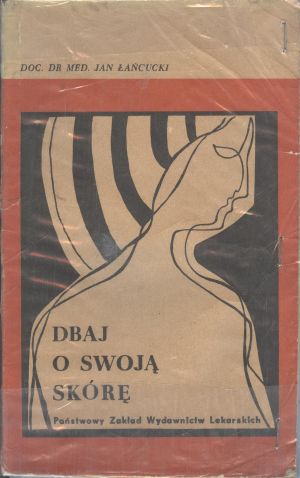 DOC. DR MED. JAN ŁAŃCUCKI
DBAJ
O SWOJĄ
SKÓRĘ
Państwowy Zakład Wydawnictw Lekarskich